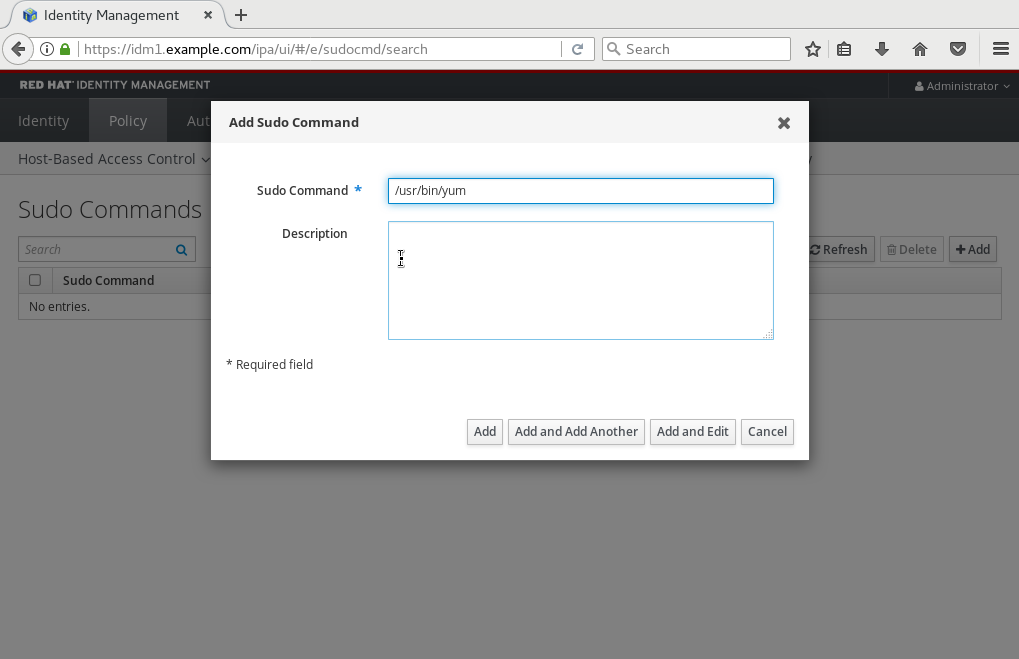 Identity Management
https://idm1.example.com/ipa/ui/#/e/sudocmd/search
Search
RED HAT IDENTITY MANAGEMENT
Administrator
Identity
Policy
Host-Based Access Control
Add Sudo Command
Sudo Command *
/usr/bin/yum
Description
* Required field
Add
Add and Add Another
Add and Edit
Cancel
Sudo Commands
Search
Refresh
Delete
Add
Sudo Command
No entries.